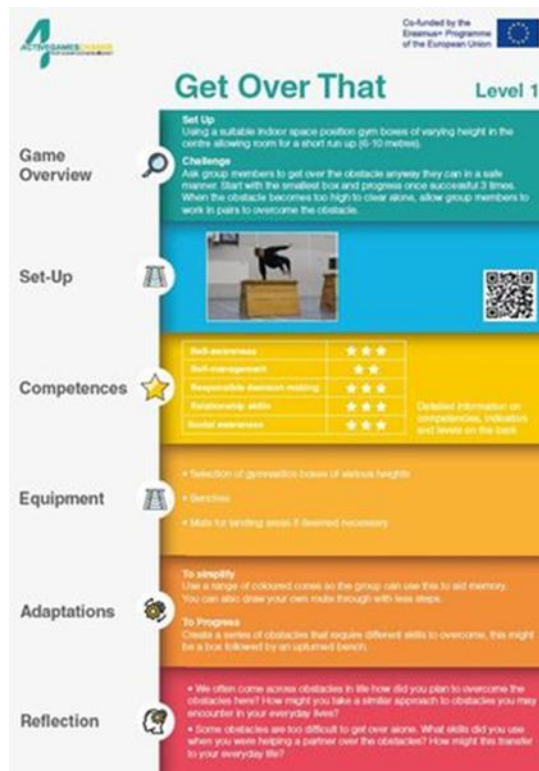 4
ACTIVEGAMES4CHANGE
Co-funded by the
Erasmus+ Programme
of the European Union
Get Over That
Level 1
Game
Overview
Set Up
Using a suitable indoor space position gym boxes of varying height in the
centre allowing room for a short run up (6-10 metres).
Challenge
Ask group members to get over the obstacle anyway they can in a safe
manner. Start with the smallest box and progress once successful 3 times.
When the obstacle becomes too high to clear alone, allow group members to
work in pairs to overcome the obstacle.
Set-Up
Competences
Self-awareness
Self-management
Responsible decision making
Relationship skills
Social awareness
Detailed information on
competencies, indicators
and levels on the back
Equipment
• Selection of gymnastics boxes of various heights
• Benches
• Mats for landing areas if deemed necessary
Adaptations
To simplify
Use a range of coloured cones so the group can use this to aid memory.
You can also draw your own route through with less steps.
To Progress
Create a series of obstacles that require different skills to overcome, this might
be a box followed by an upturned bench.
Reflection
• We often come across obstacles in life how did you plan to overcome the
obstacles here? How might you take a similar approach to obstacles you may
encounter in your everyday lives?
• Some obstacles are too difficult to get over alone. What skills did you use
when you were helping a partner over the obstacles? How might this transfer
to your everyday life?